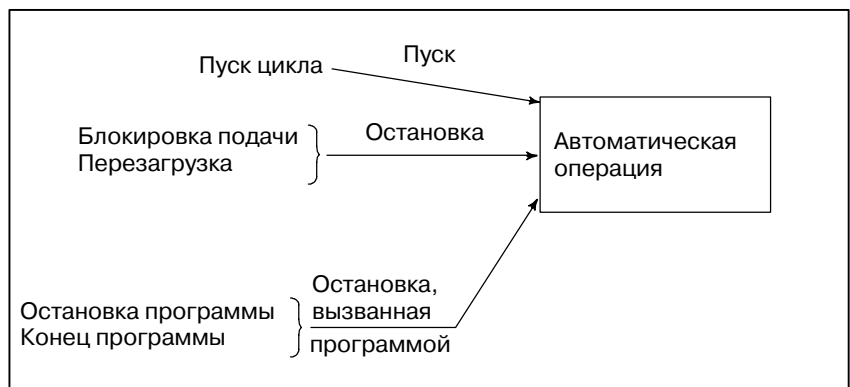 Пуск
Пуск цикла
Блокировка подачи
Перезагрузка
Остановка
Автоматическая
операция
Остановка программы
Конец программы
Остановка,
вызванная
программой